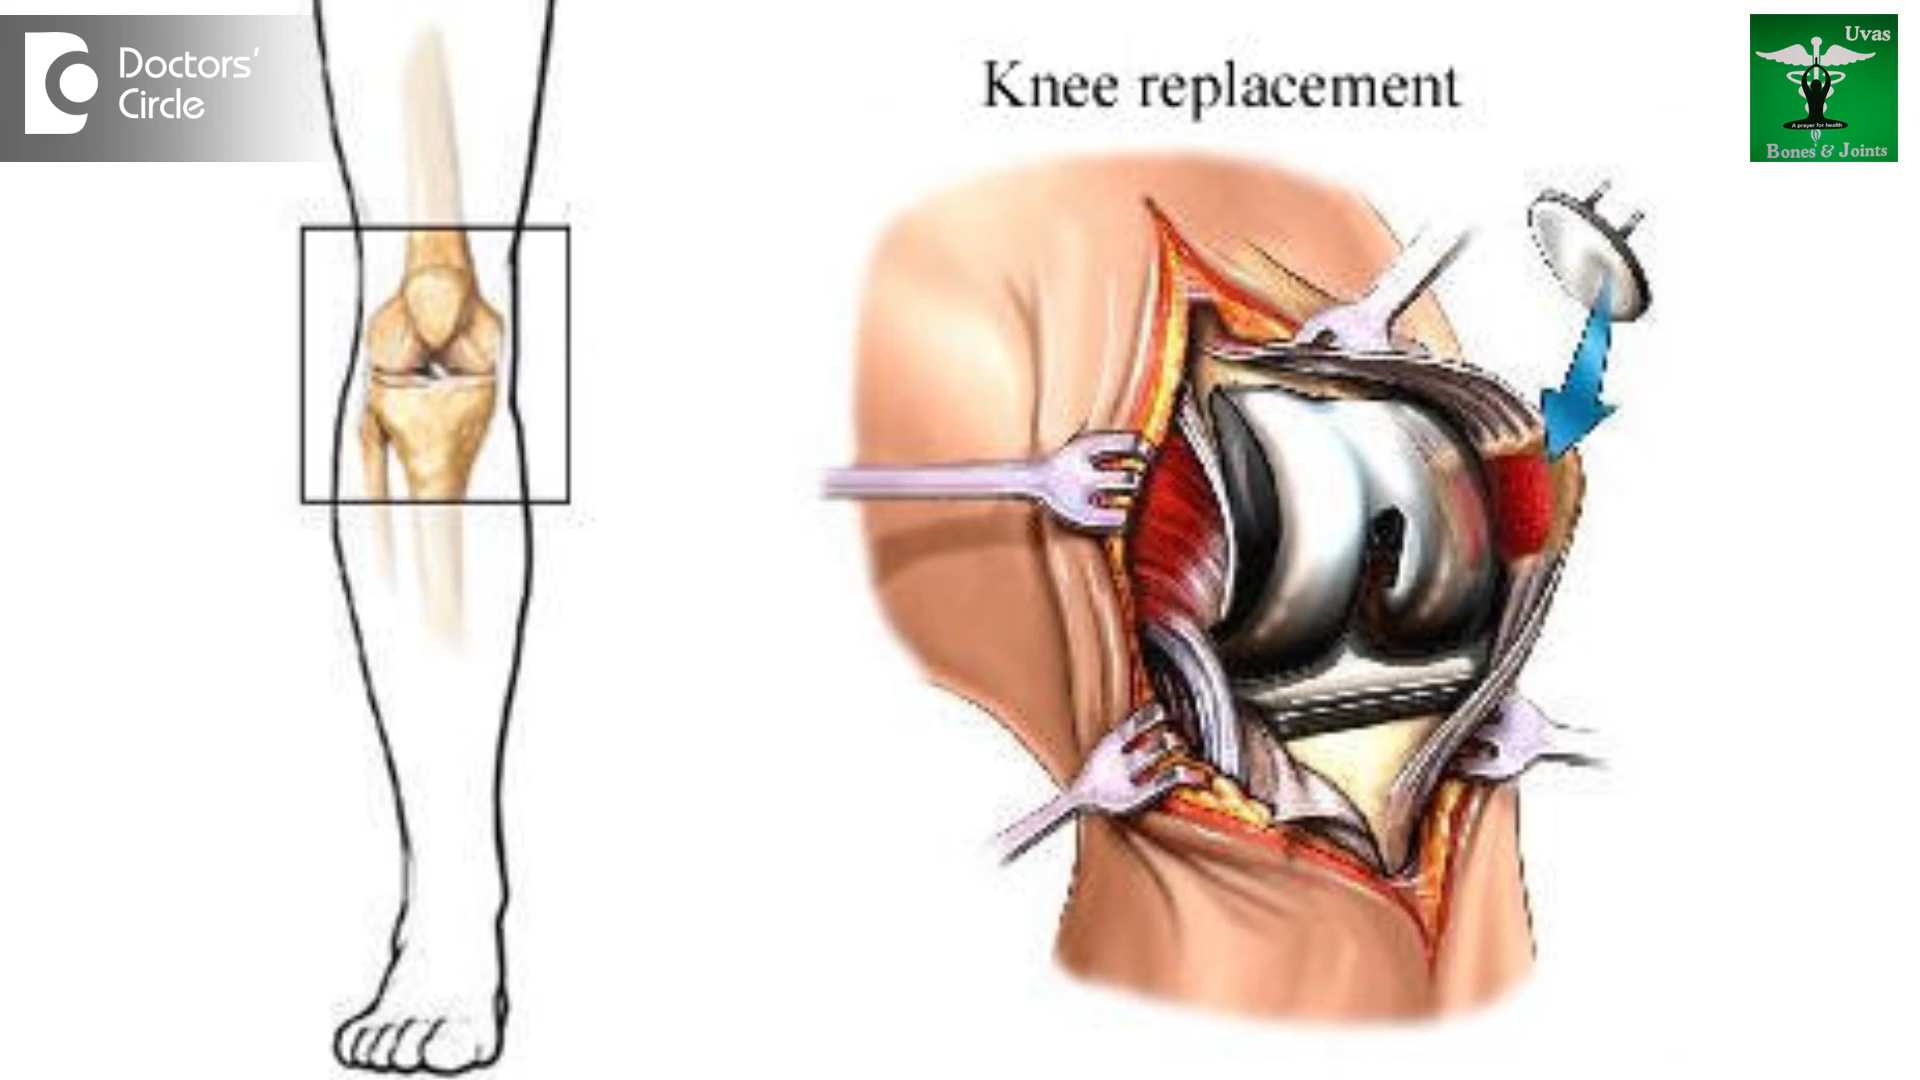 Doctors'
Circle
Knee replacement
Uvas
A prayer for health
Bones & Joints